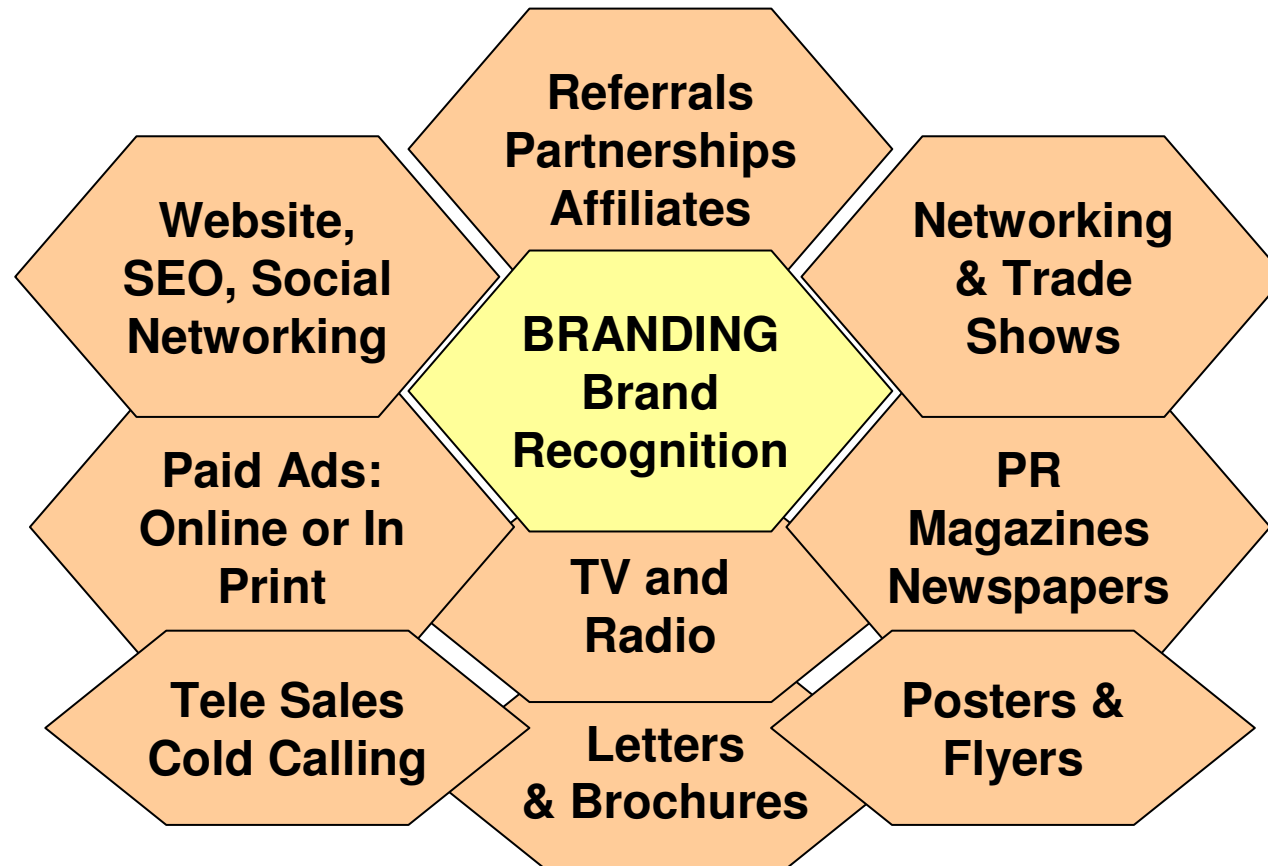 Referrals
Partnerships
Affiliates
Website,
SEO, Social
Networking
Networking
& Trade
Shows
BRANDING
Brand
Recognition
Paid Ads:
Online or In
Print
PR
Magazines
Newspapers
TV and
Radio
Tele Sales
Cold Calling
Letters
& Brochures
Posters &
Flyers